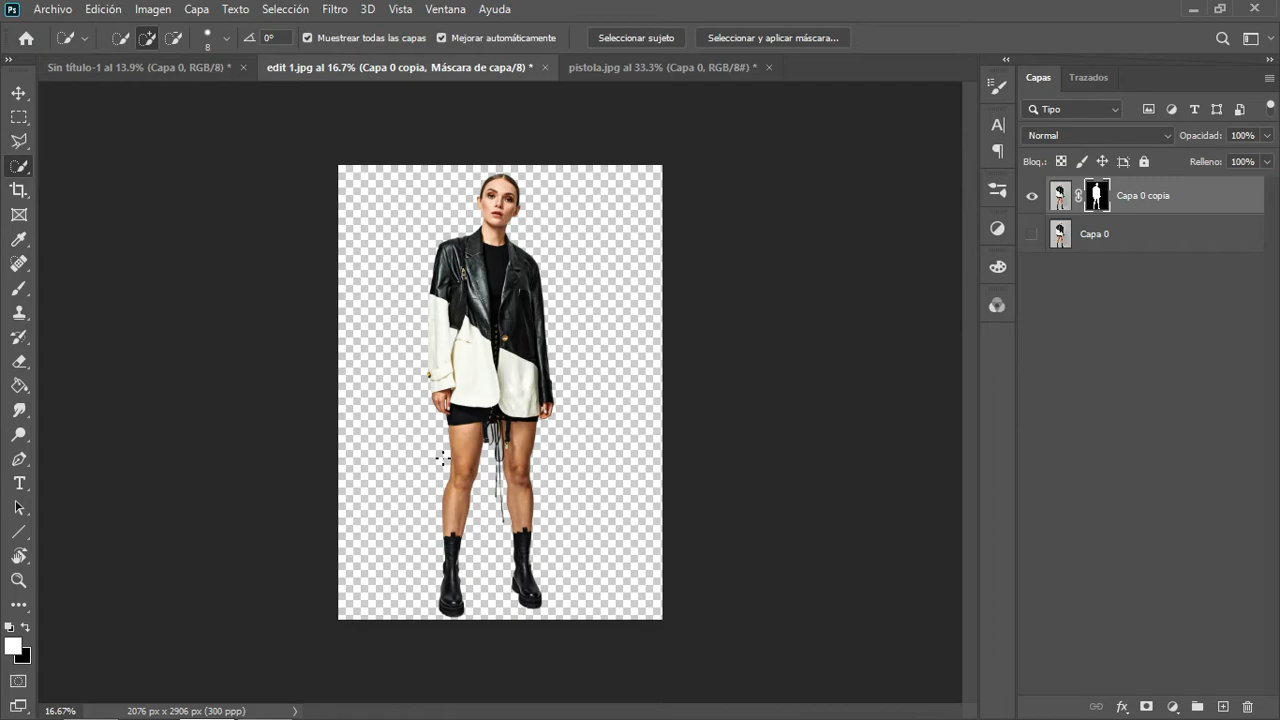 Ps Archivo Edición Imagen Capa Texto Selección Filtro 3D Vista Ventana Ayuda
8 0° Muestrear todas las capas Mejorar automáticamente Seleccionar sujeto Seleccionar y aplicar máscara...
Sin título-1 al 13.9% (Capa 0, RGB/8) * × edit 1.jpg al 16.7% (Capa 0 copia, Máscara de capa/8) * × pistola.jpg al 33.3% (Capa 0, RGB/8#) * ×
Capas Trazados
Tipo
Normal Opacidad: 100%
Bloq.: Relleno: 100%
Capa 0 copia
Capa 0
16.67% 2076 px x 2906 px (300 ppp)